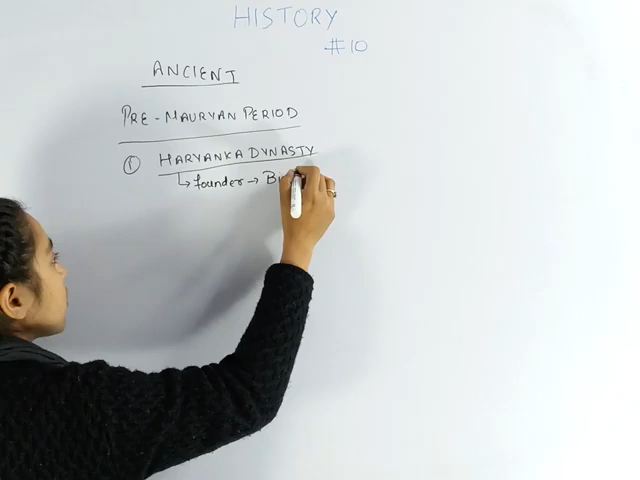 HISTORY
#10
ANCIENT
PRE-MAURYAN PERIOD
① HARYANKA DYNASTY
↳ founder → B